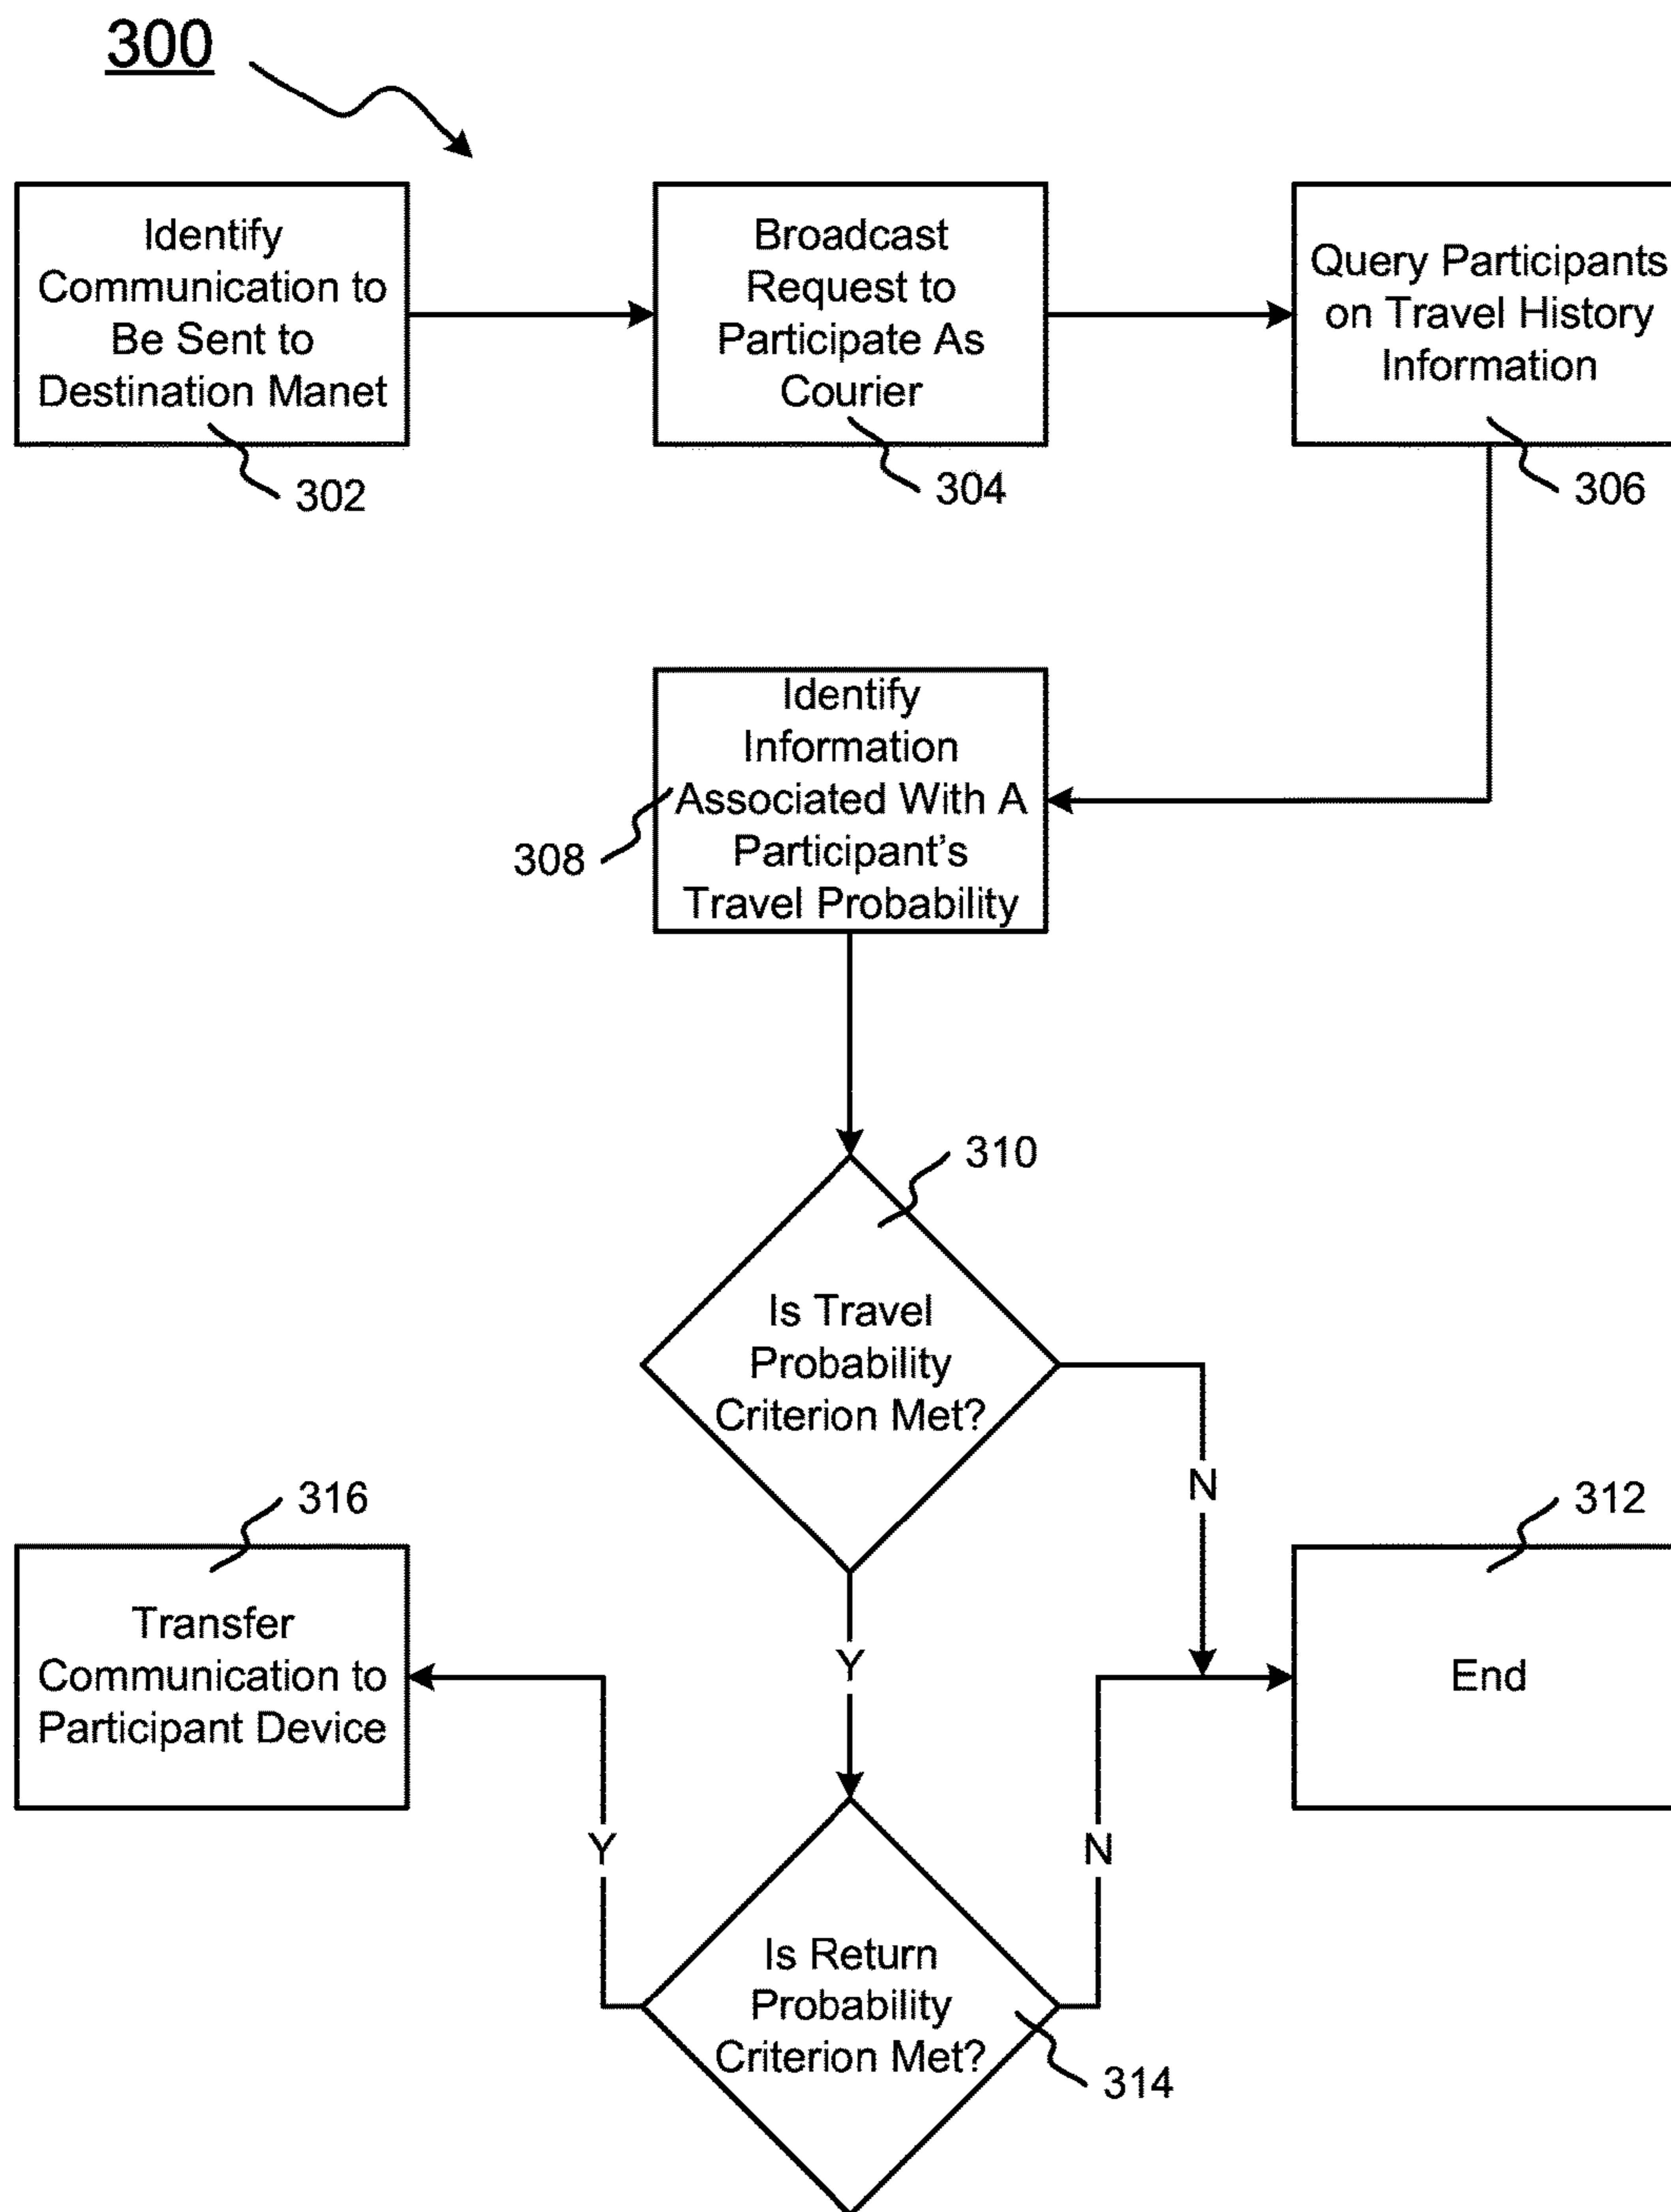 300
Identify
Communication to
Be Sent to
Destination Manet
302
Broadcast
Request to
Participate As
Courier
304
Query Participants
on Travel History
Information
306
Identify
Information
Associated With A
Participant's
Travel Probability
308
310
Is Travel
Probability
Criterion Met?
N
Y
316
Transfer
Communication to
Participant Device
312
End
Y
N
Is Return
Probability
Criterion Met?
314